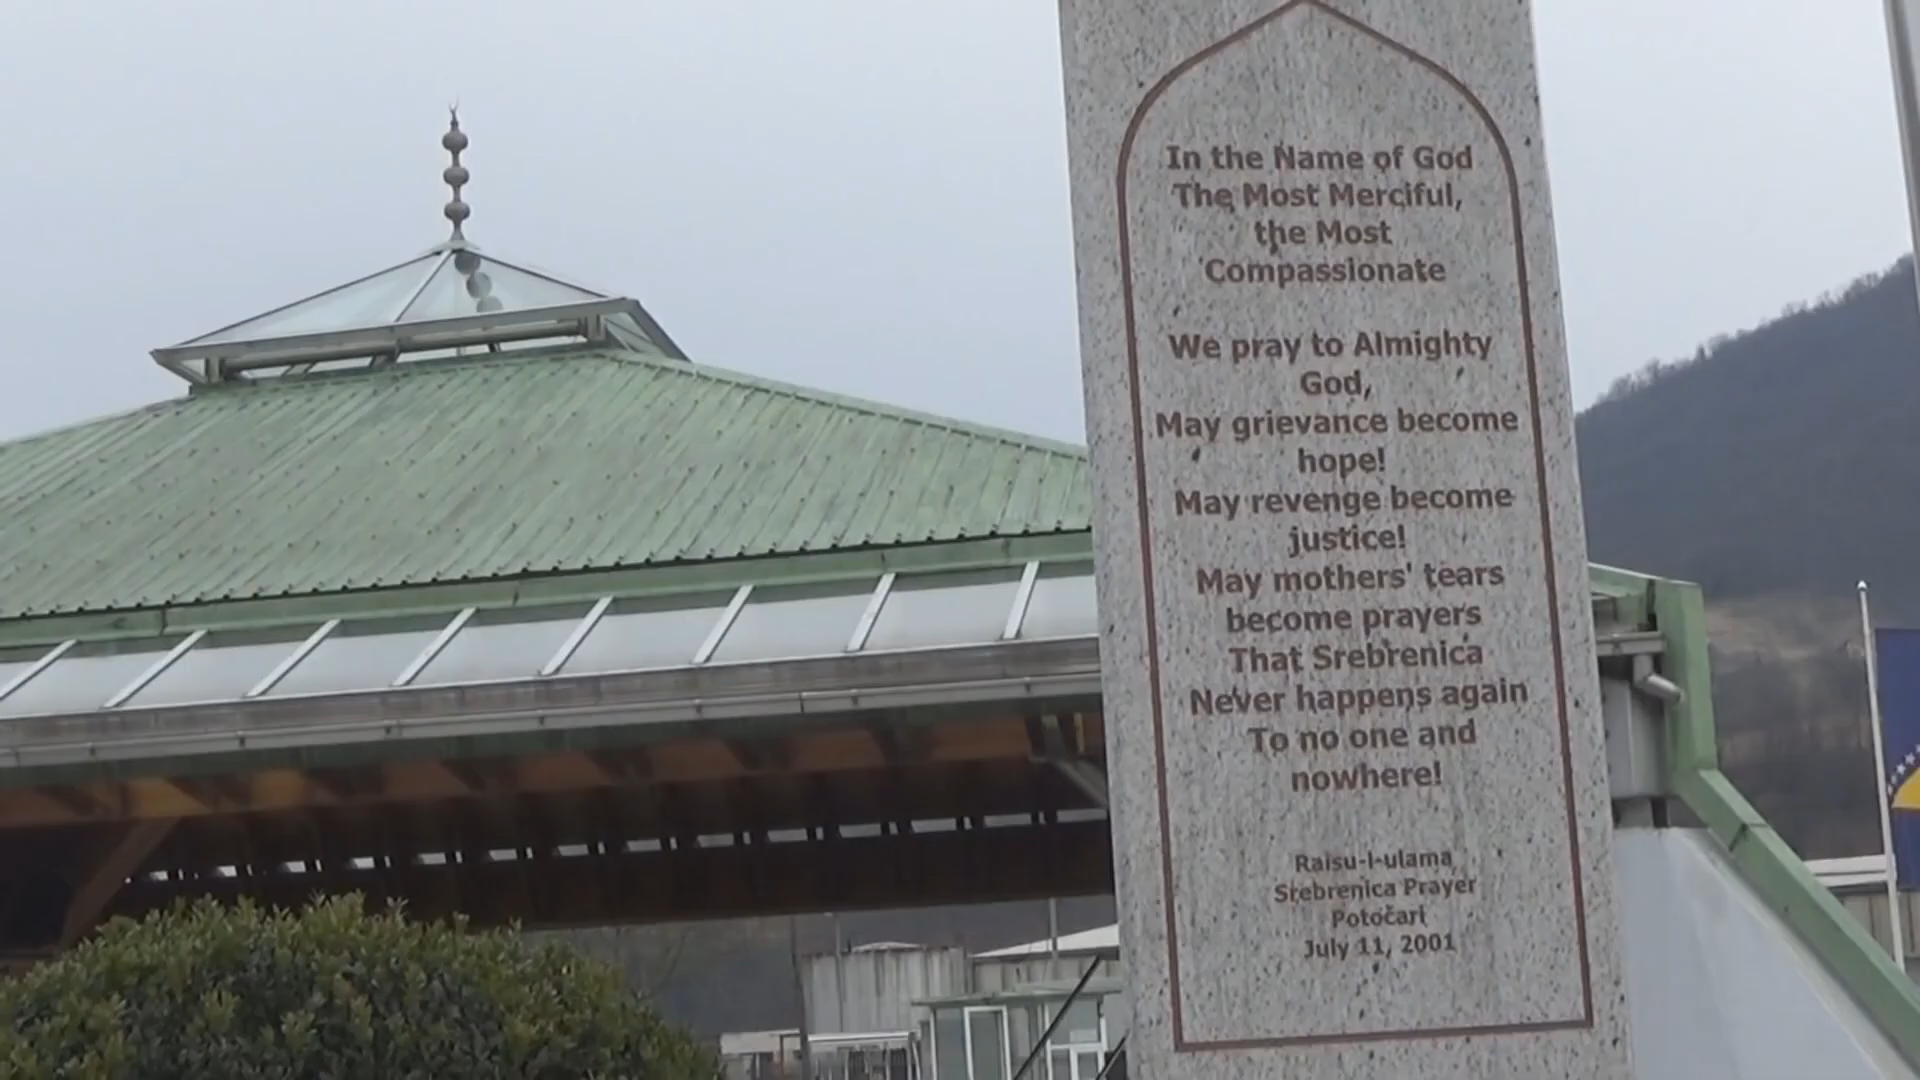 In the Name of God
The Most Merciful,
the Most
Compassionate
We pray to Almighty
God,
May grievance become
hope!
May revenge become
justice!
May mothers' tears
become prayers
That Srebrenica
Never happens again
To no one and
nowhere!
Raisu-l-ulama,
Srebrenica Prayer
Potočari
July 11, 2001